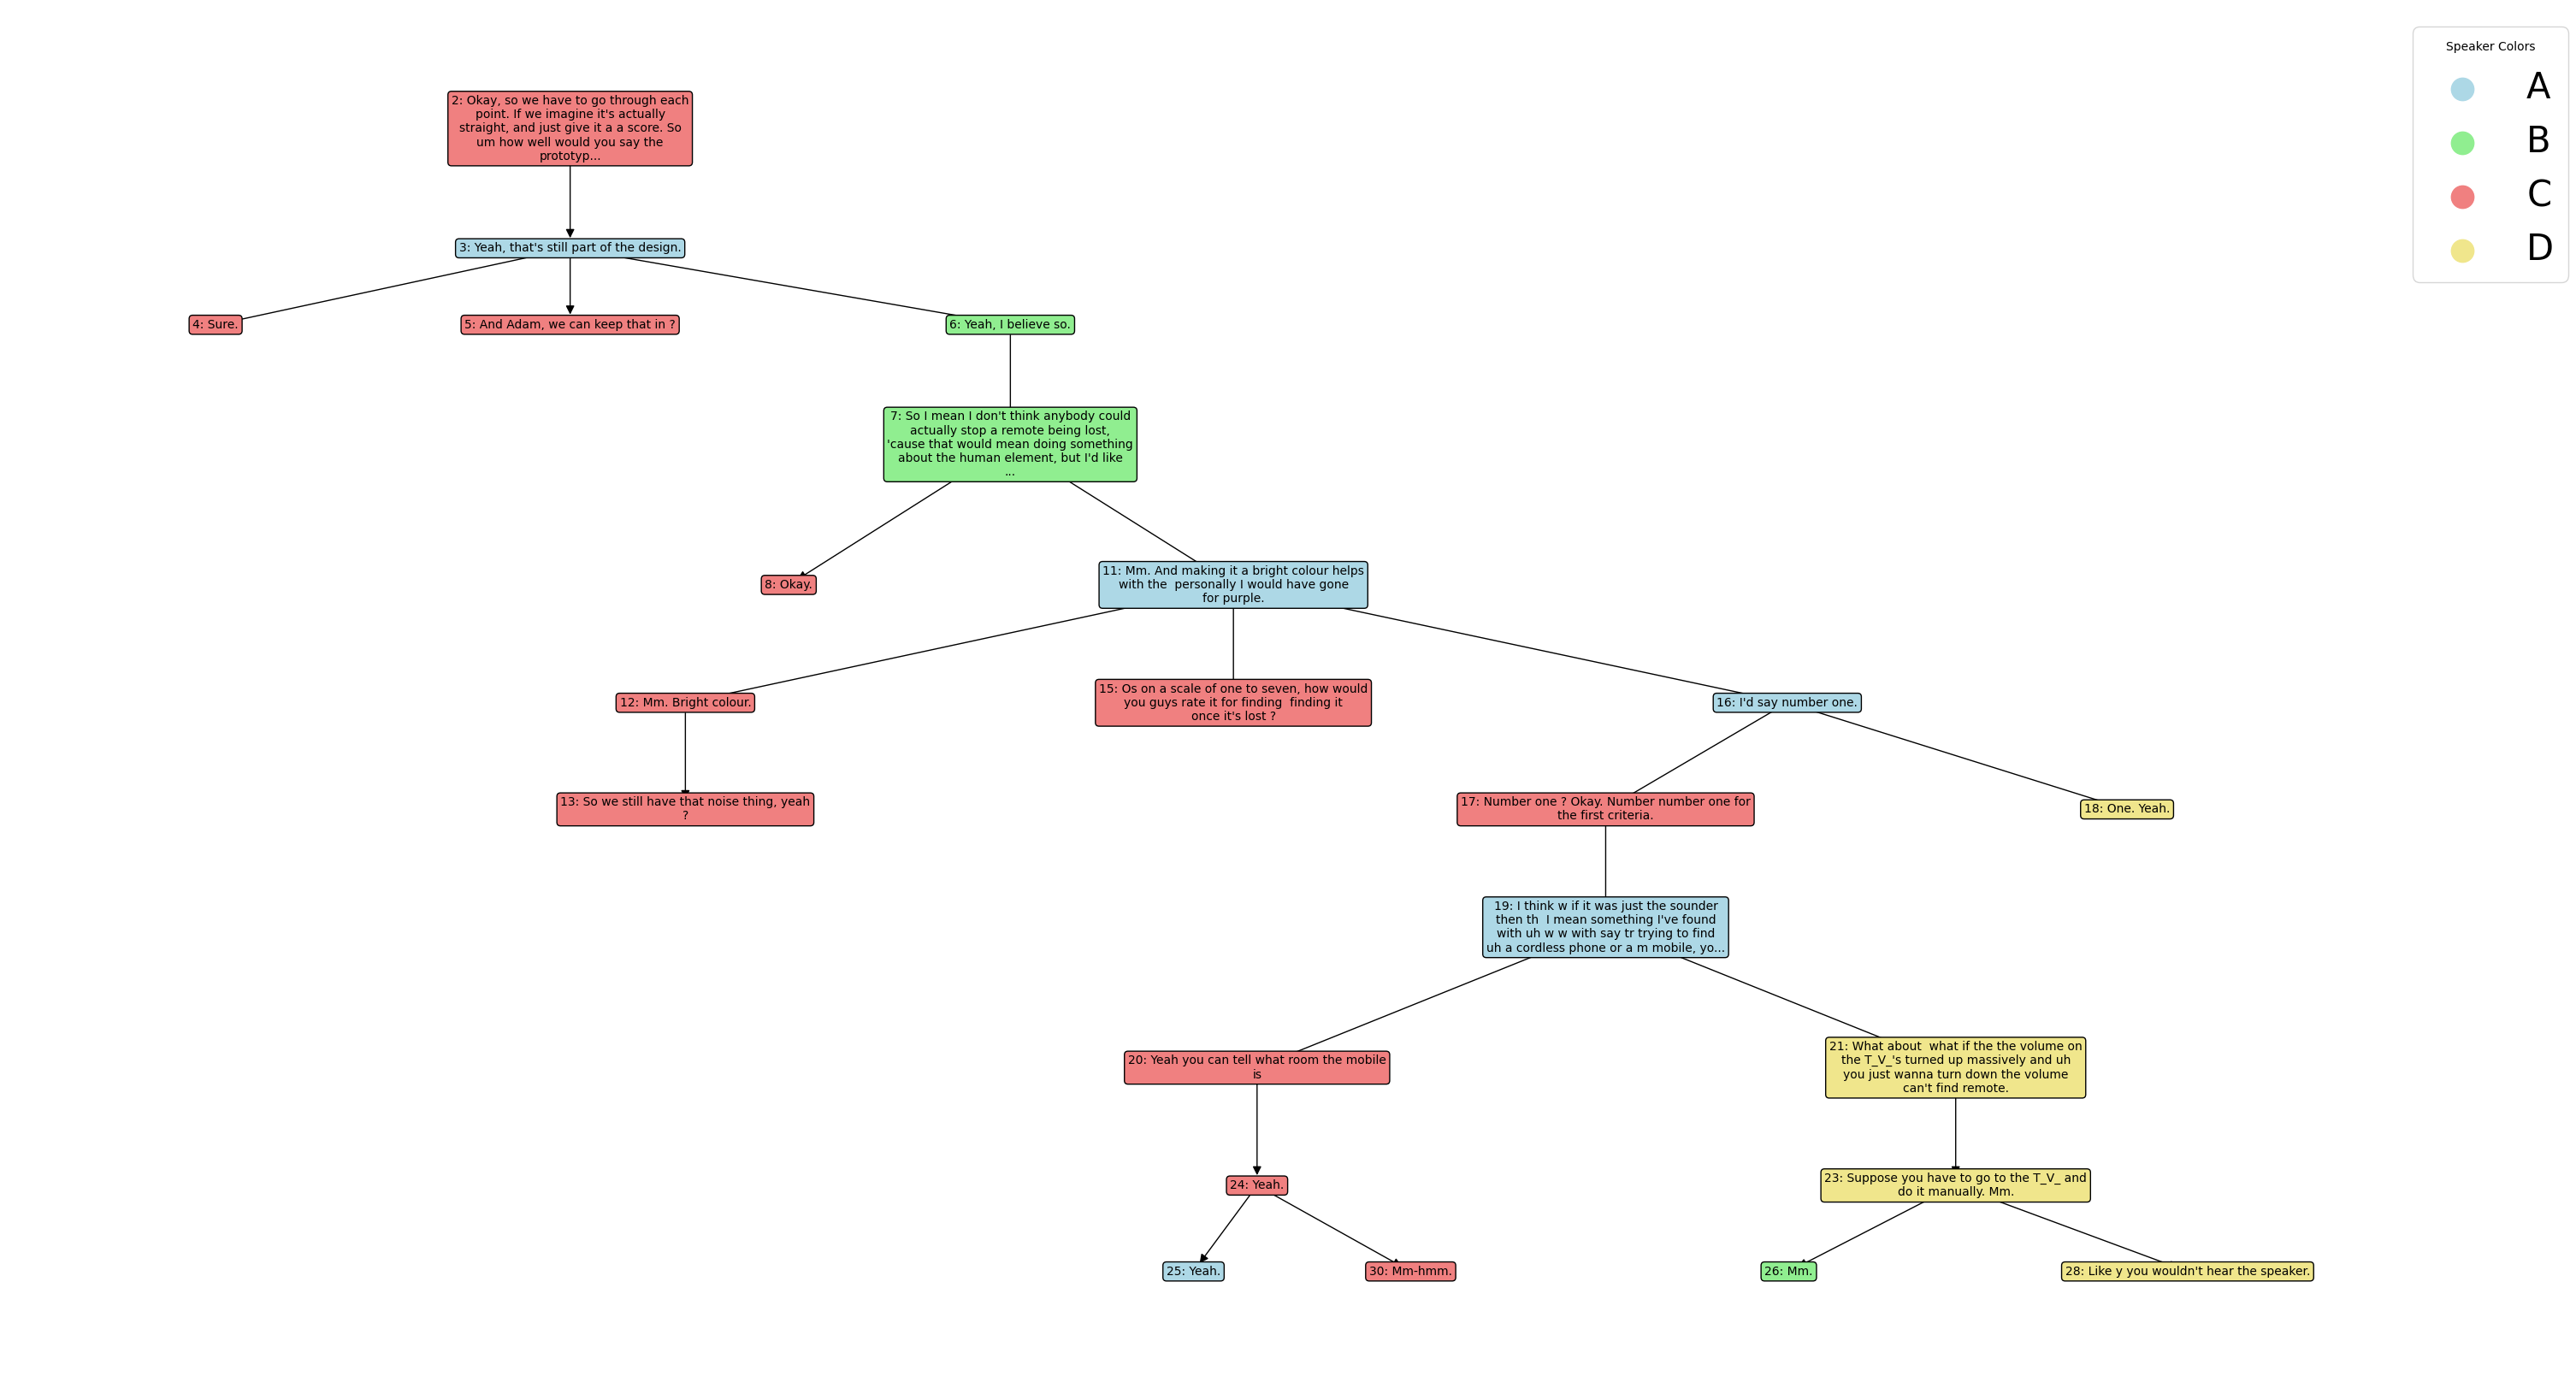 Speaker Colors
A
B
C
D
2: Okay, so we have to go through each
point. If we imagine it's actually
straight, and just give it a a score. So
um how well would you say the
prototyp...
3: Yeah, that's still part of the design.
4: Sure.
5: And Adam, we can keep that in ?
6: Yeah, I believe so.
7: So I mean I don't think anybody could
actually stop a remote being lost,
'cause that would mean doing something
about the human element, but I'd like
...
8: Okay.
11: Mm. And making it a bright colour helps
with the  personally I would have gone
for purple.
12: Mm. Bright colour.
15: Os on a scale of one to seven, how would
you guys rate it for finding  finding it
once it's lost ?
16: I'd say number one.
13: So we still have that noise thing, yeah
?
17: Number one ? Okay. Number number one for
the first criteria.
18: One. Yeah.
19: I think w if it was just the sounder
then th  I mean something I've found
with uh w w with say tr trying to find
uh a cordless phone or a m mobile, yo...
20: Yeah you can tell what room the mobile
is
21: What about  what if the the volume on
the T_V_'s turned up massively and uh
you just wanna turn down the volume
can't find remote.
24: Yeah.
23: Suppose you have to go to the T_V_ and
do it manually. Mm.
25: Yeah.
30: Mm-hmm.
26: Mm.
28: Like y you wouldn't hear the speaker.